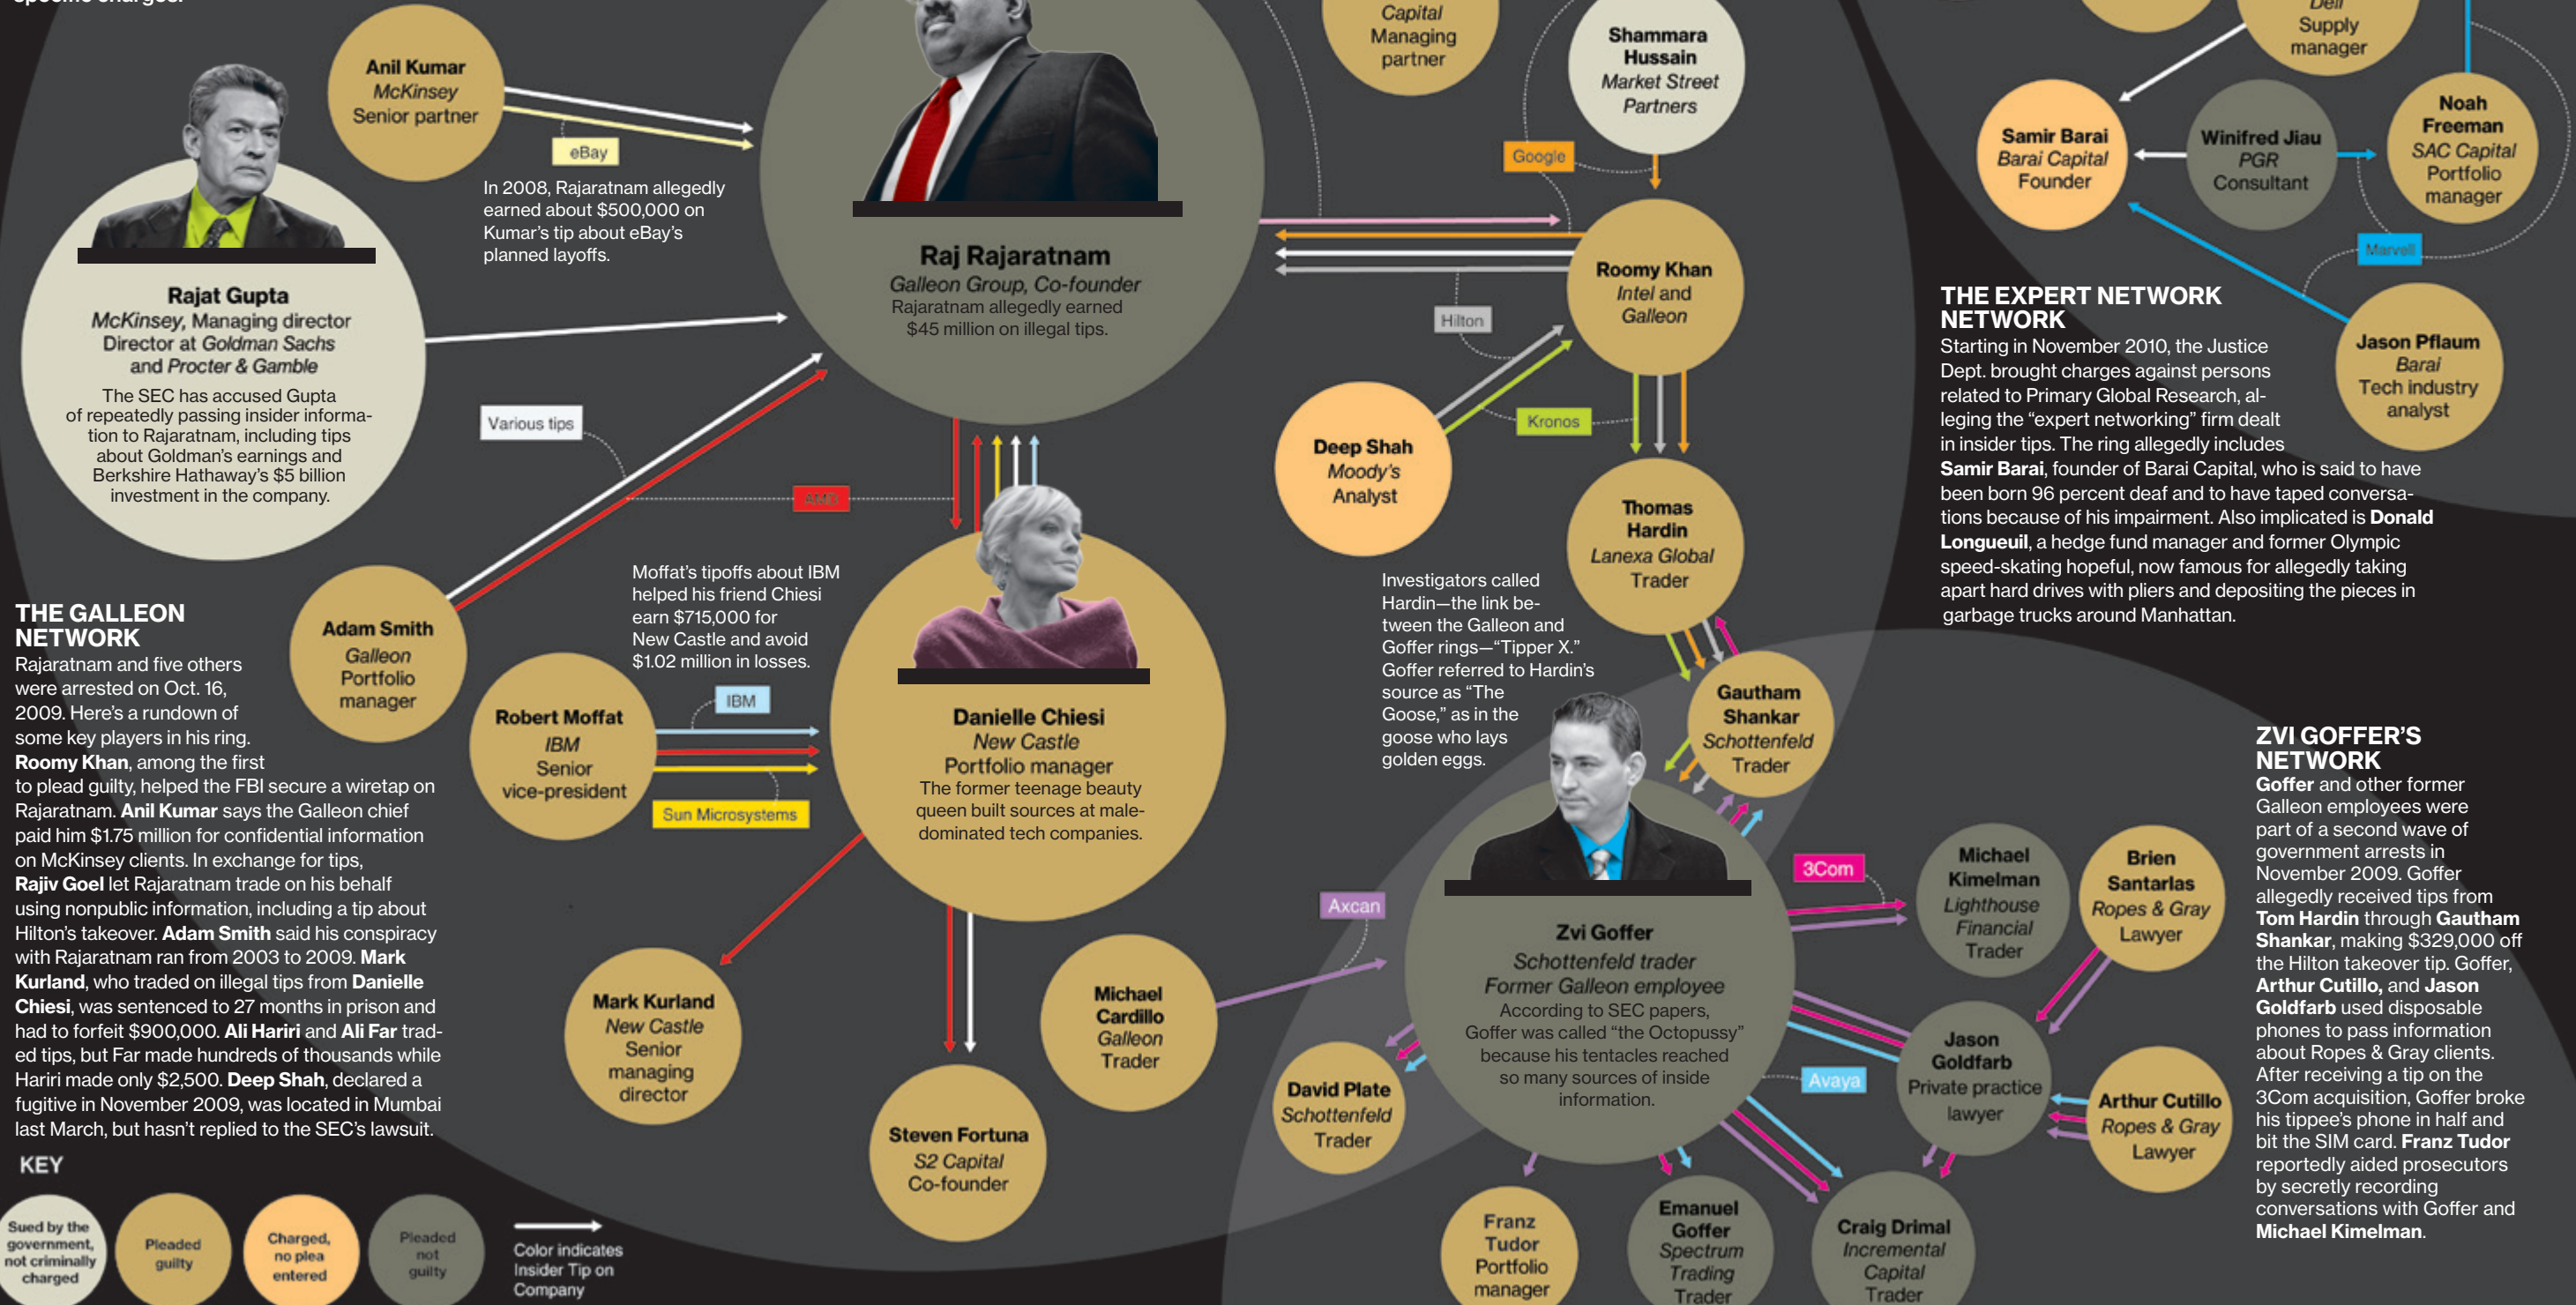 specific charges.
Anil Kumar
McKinsey
Senior partner
eBay
In 2008, Rajaratnam allegedly
earned about $500,000 on
Kumar’s tip about eBay’s
planned layoffs.
Rajat Gupta
McKinsey, Managing director
Director at Goldman Sachs
and Procter & Gamble
The SEC has accused Gupta
of repeatedly passing insider informa-
tion to Rajaratnam, including tips
about Goldman’s earnings and
Berkshire Hathaway’s $5 billion
investment in the company.
Raj Rajaratnam
Galleon Group, Co-founder
Rajaratnam allegedly earned
$45 million on illegal tips.
Various tips
AMD
Capital
Managing
partner
Shammara
Hussain
Market Street
Partners
Google
Roomy Khan
Intel and
Galleon
Hilton
Kronos
Deep Shah
Moody’s
Analyst
Thomas
Hardin
Lanexa Global
Trader
Dell
Supply
manager
Samir Barai
Barai Capital
Founder
Winifred Jiau
PGR
Consultant
Noah
Freeman
SAC Capital
Portfolio
manager
Marvell
Jason Pflaum
Barai
Tech industry
analyst
THE EXPERT NETWORK
NETWORK
Starting in November 2010, the Justice
Dept. brought charges against persons
related to Primary Global Research, al-
leging the “expert networking” firm dealt
in insider tips. The ring allegedly includes
Samir Barai, founder of Barai Capital, who is said to have
been born 96 percent deaf and to have taped conversa-
tions because of his impairment. Also implicated is Donald
Longueuil, a hedge fund manager and former Olympic
speed-skating hopeful, now famous for allegedly taking
apart hard drives with pliers and depositing the pieces in
garbage trucks around Manhattan.
THE GALLEON
NETWORK
Rajaratnam and five others
were arrested on Oct. 16,
2009. Here’s a rundown of
some key players in his ring.
Roomy Khan, among the first
to plead guilty, helped the FBI secure a wiretap on
Rajaratnam. Anil Kumar says the Galleon chief
paid him $1.75 million for confidential information
on McKinsey clients. In exchange for tips,
Rajiv Goel let Rajaratnam trade on his behalf
using nonpublic information, including a tip about
Hilton’s takeover. Adam Smith said his conspiracy
with Rajaratnam ran from 2003 to 2009. Mark
Kurland, who traded on illegal tips from Danielle
Chiesi, was sentenced to 27 months in prison and
had to forfeit $900,000. Ali Hariri and Ali Far trad-
ed tips, but Far made hundreds of thousands while
Hariri made only $2,500. Deep Shah, declared a
fugitive in November 2009, was located in Mumbai
last March, but hasn’t replied to the SEC’s lawsuit.
Adam Smith
Galleon
Portfolio
manager
Moffat’s tipoffs about IBM
helped his friend Chiesi
earn $715,000 for
New Castle and avoid
$1.02 million in losses.
Robert Moffat
IBM
Senior
vice-president
IBM
Sun Microsystems
Danielle Chiesi
New Castle
Portfolio manager
The former teenage beauty
queen built sources at male-
dominated tech companies.
Mark Kurland
New Castle
Senior
managing
director
Steven Fortuna
S2 Capital
Co-founder
Michael
Cardillo
Galleon
Trader
Axcan
Investigators called
Hardin—the link be-
tween the Galleon and
Goffer rings—“Tipper X.”
Goffer referred to Hardin’s
source as “The
Goose,” as in the
goose who lays
golden eggs.
Gautham
Shankar
Schottenfeld
Trader
Zvi Goffer
Schottenfeld trader
Former Galleon employee
According to SEC papers,
Goffer was called “the Octopussy”
because his tentacles reached
so many sources of inside
information.
3Com
Michael
Kimelman
Lighthouse
Financial
Trader
Brien
Santarlas
Ropes & Gray
Lawyer
Jason
Goldfarb
Private practice
lawyer
Avaya
Arthur Cutillo
Ropes & Gray
Lawyer
David Plate
Schottenfeld
Trader
Franz
Tudor
Portfolio
manager
Emanuel
Goffer
Spectrum
Trading
Trader
Craig Drimal
Incremental
Capital
Trader
ZVI GOFFER’S
NETWORK
Goffer and other former
Galleon employees were
part of a second wave of
government arrests in
November 2009. Goffer
allegedly received tips from
Tom Hardin through Gautham
Shankar, making $329,000 off
the Hilton takeover tip. Goffer,
Arthur Cutillo, and Jason
Goldfarb used disposable
phones to pass information
about Ropes & Gray clients.
After receiving a tip on the
3Com acquisition, Goffer broke
his tippee’s phone in half and
bit the SIM card. Franz Tudor
reportedly aided prosecutors
by secretly recording
conversations with Goffer and
Michael Kimelman.
KEY
Sued by the
government,
not criminally
charged
Pleaded
guilty
Charged,
no plea
entered
Pleaded
not
guilty
Color indicates
Insider Tip on
Company